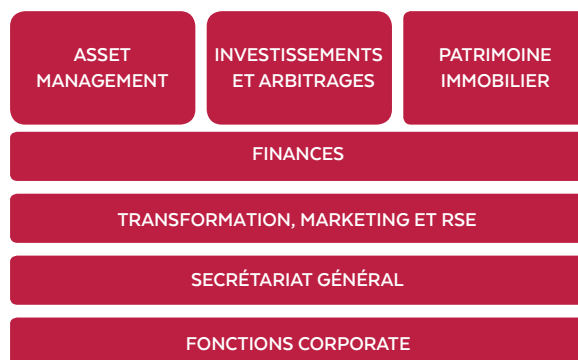 ASSET
MANAGEMENT
INVESTISSEMENTS
ET ARBITRAGES
PATRIMOINE
IMMOBILIER
FINANCES
TRANSFORMATION, MARKETING ET RSE
SECRÉTARIAT GÉNÉRAL
FONCTIONS CORPORATE